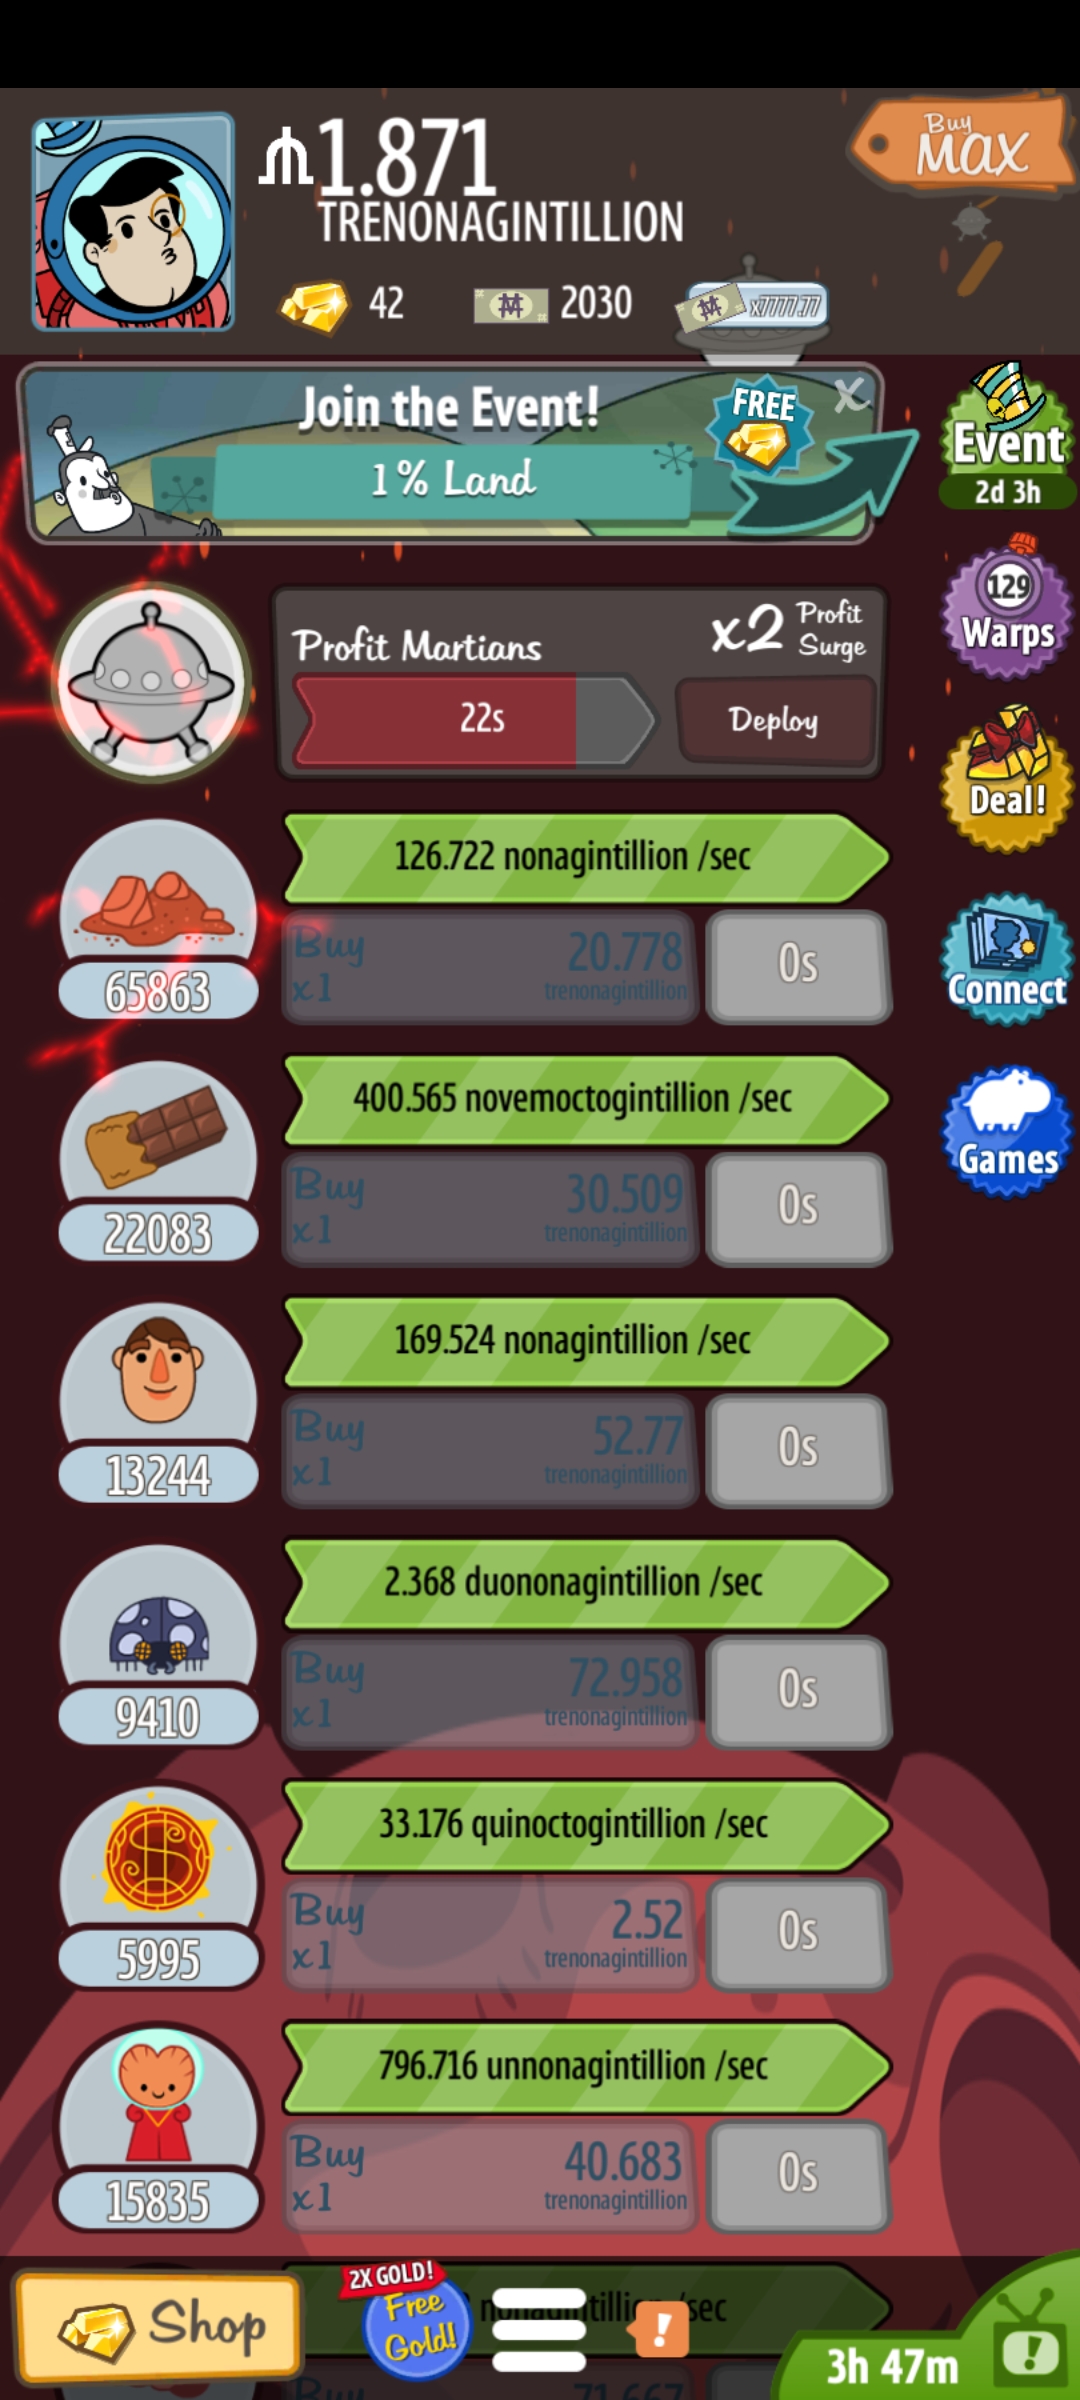 1.871
TRENONAGINTILLION
Buy
MAX
42
2030
x7777.77
Join the Event!
1% Land
FREE
X
Event
2d 3h
Profit Martians
x2 Profit Surge
22s
Deploy
129
Warps
Deal!
126.722 nonagintillion /sec
65863
Buy
x1
20.778
trenonagintillion
0s
Connect
400.565 novemoctogintillion /sec
22083
Buy
x1
30.509
trenonagintillion
0s
Games
169.524 nonagintillion /sec
13244
Buy
x1
52.77
trenonagintillion
0s
2.368 duononagintillion /sec
9410
Buy
x1
72.958
trenonagintillion
0s
33.176 quinoctogintillion /sec
5995
Buy
x1
2.52
trenonagintillion
0s
796.716 unnonagintillion /sec
15835
Buy
x1
40.683
trenonagintillion
0s
Shop
2X GOLD!
Free
Gold!
/sec
!
3h 47m
!
Buy
71.667